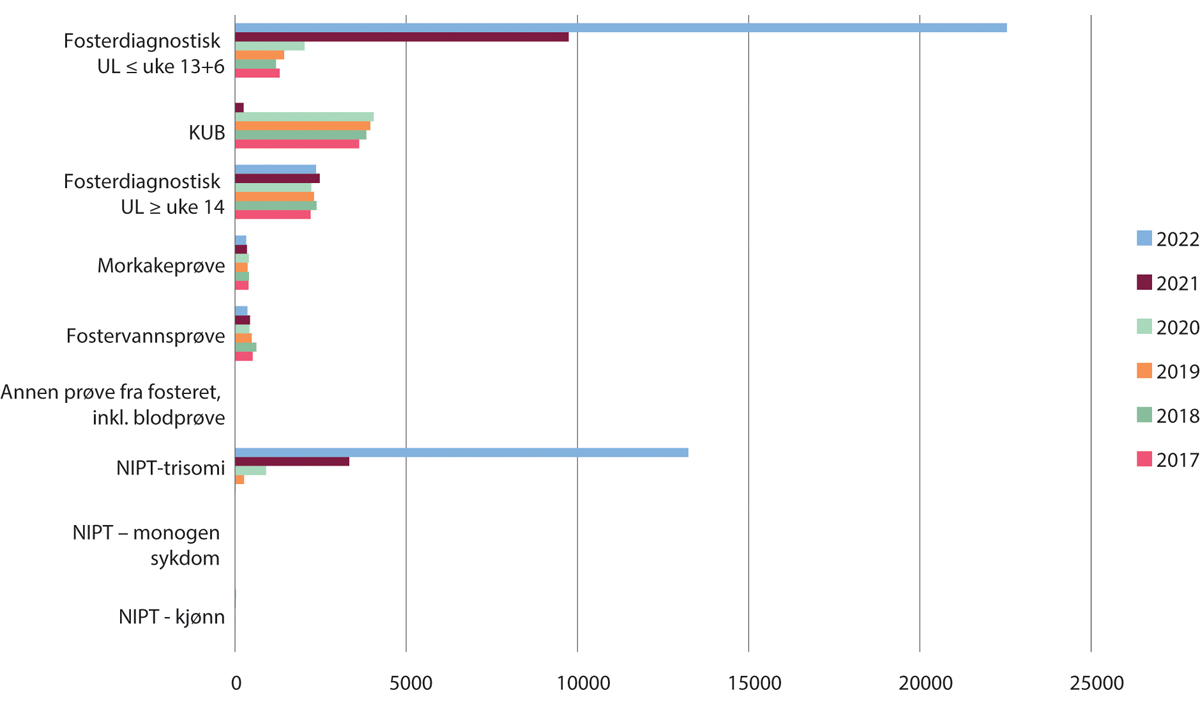 Fosterdiagnostisk
UL ≤ uke 13+6
KUB
Fosterdiagnostisk
UL ≥ uke 14
Morkakeprøve
Fostervannsprøve
Annen prøve fra fosteret,
inkl. blodprøve
NIPT-trisomi
NIPT – monogen
sykdom
NIPT - kjønn
0 5000 10000 15000 20000 25000
2022
2021
2020
2019
2018
2017